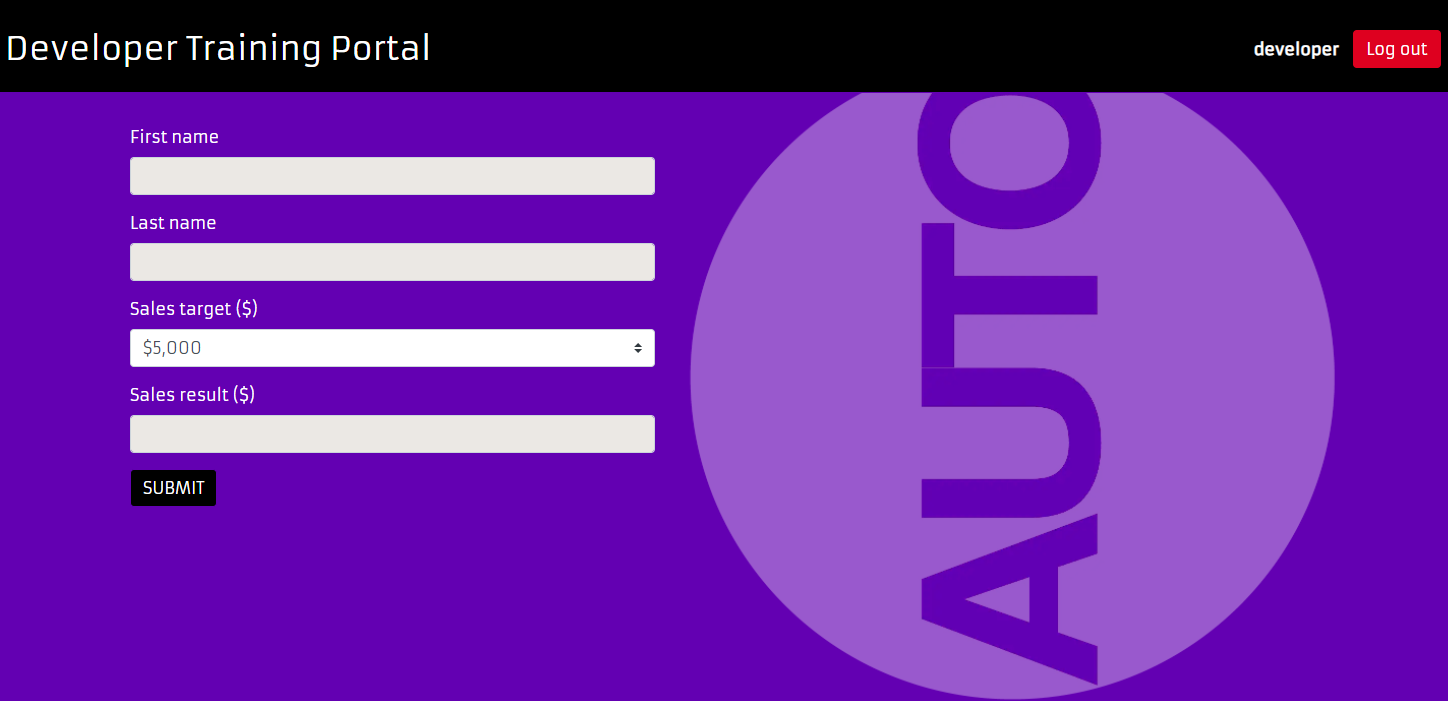 Developer Training Portal
developer
Log out
First name
Last name
Sales target ($)
$5,000
Sales result ($)
SUBMIT
AUTO